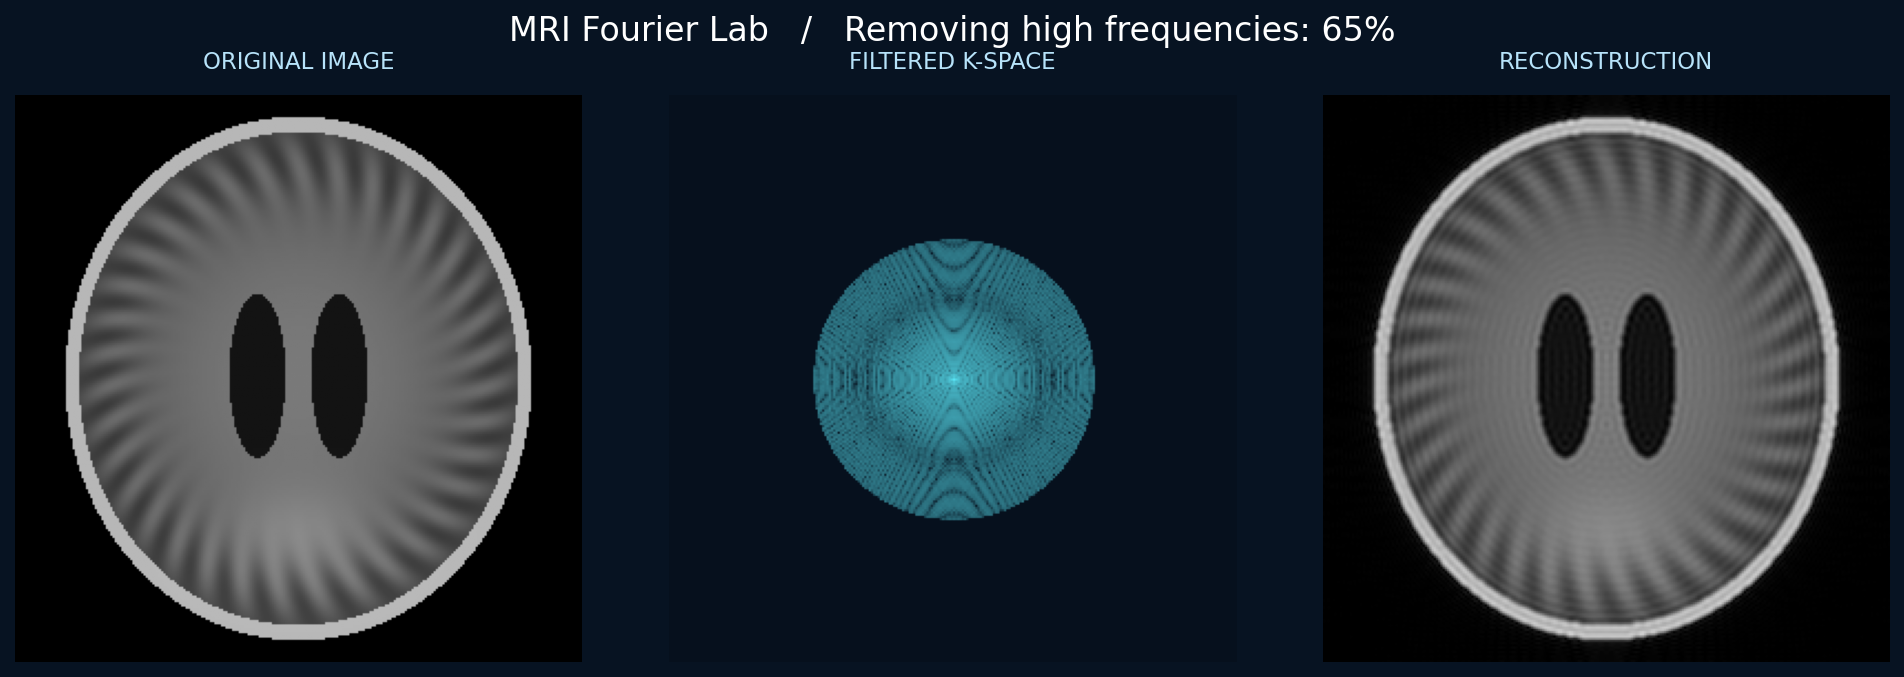 MRI Fourier Lab / Removing high frequencies: 65%
ORIGINAL IMAGE
FILTERED K-SPACE
RECONSTRUCTION